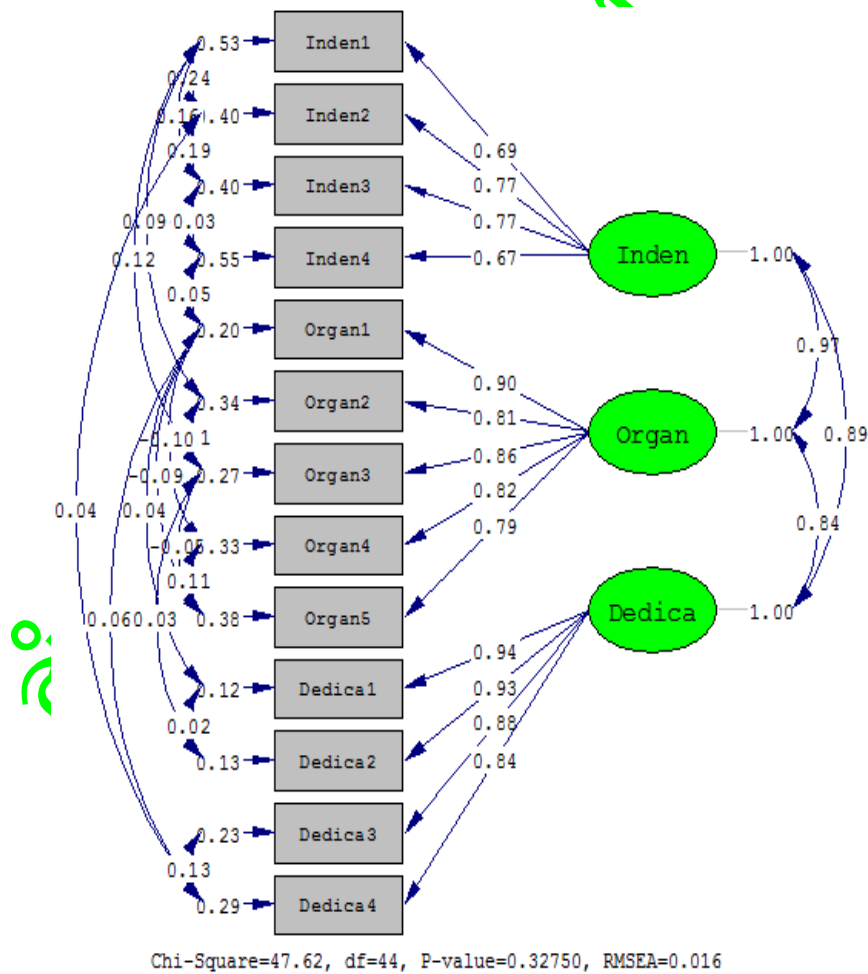 0.53 Inden1
0.24
0.16 0.40 Inden2
0.69
0.19
0.77
0.40 Inden3
0.77
0.09 0.03
0.12 0.55 Inden4
0.67 Inden 1.00
0.05
0.20 Organ1
0.97
0.90
0.34 Organ2
0.81
-0.10 1 Organ 1.00 0.89
0.86
-0.09 0.27 Organ3
0.82
0.04 0.04
0.79 0.84
-0.05 .33 Organ4
0.11
0.06 0.03 0.38 Organ5
Dedica 1.00
0.94
0.12 Dedica1
0.93
0.02 0.88
0.13 Dedica2
0.84
0.23 Dedica3
0.13
0.29 Dedica4
Chi-Square=47.62, df=44, P-value=0.32750, RMSEA=0.016